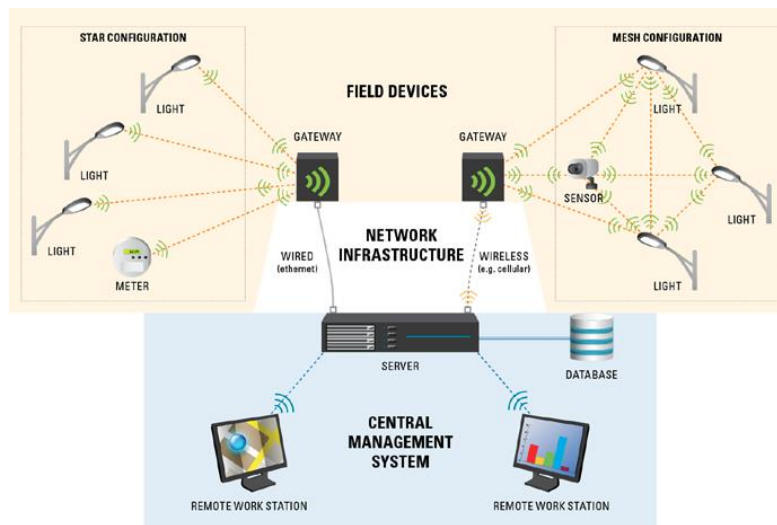 STAR CONFIGURATION
MESH CONFIGURATION
FIELD DEVICES
LIGHT
LIGHT
LIGHT
METER
GATEWAY
GATEWAY
LIGHT
SENSOR
LIGHT
LIGHT
NETWORK
INFRASTRUCTURE
WIRED
(ethernet)
WIRELESS
(e.g. cellular)
SERVER
DATABASE
CENTRAL
MANAGEMENT
SYSTEM
REMOTE WORK STATION
REMOTE WORK STATION